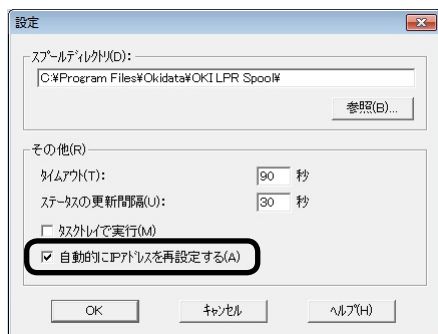 設定
スプールディレクトリ(D):
C:¥Program Files¥Okidata¥OKI LPR Spool¥
参照(B)...
その他(R)
タイムアウト(T): 90 秒
ステータスの更新間隔(U): 30 秒
タスクトレイで実行(M)
自動的にIPアドレスを再設定する(A)
OK キャンセル ヘルプ(H)